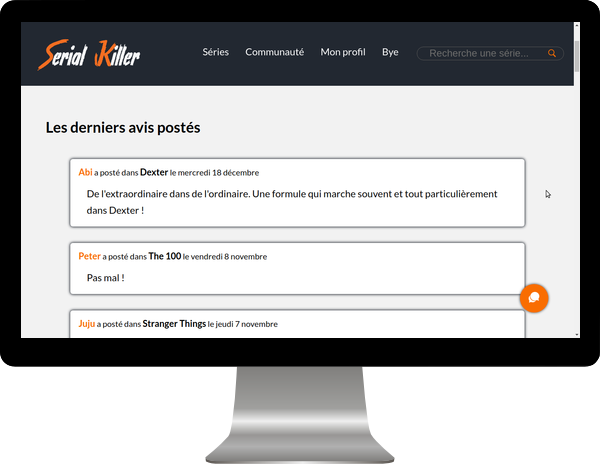 Serial Killer
Séries Communauté Mon profil Bye Recherche une série...
Les derniers avis postés
Abi a posté dans Dexter le mercredi 18 décembre
De l'extraordinaire dans de l'ordinaire. Une formule qui marche souvent et tout particulièrement
dans Dexter !
Peter a posté dans The 100 le vendredi 8 novembre
Pas mal !
Juju a posté dans Stranger Things le jeudi 7 novembre